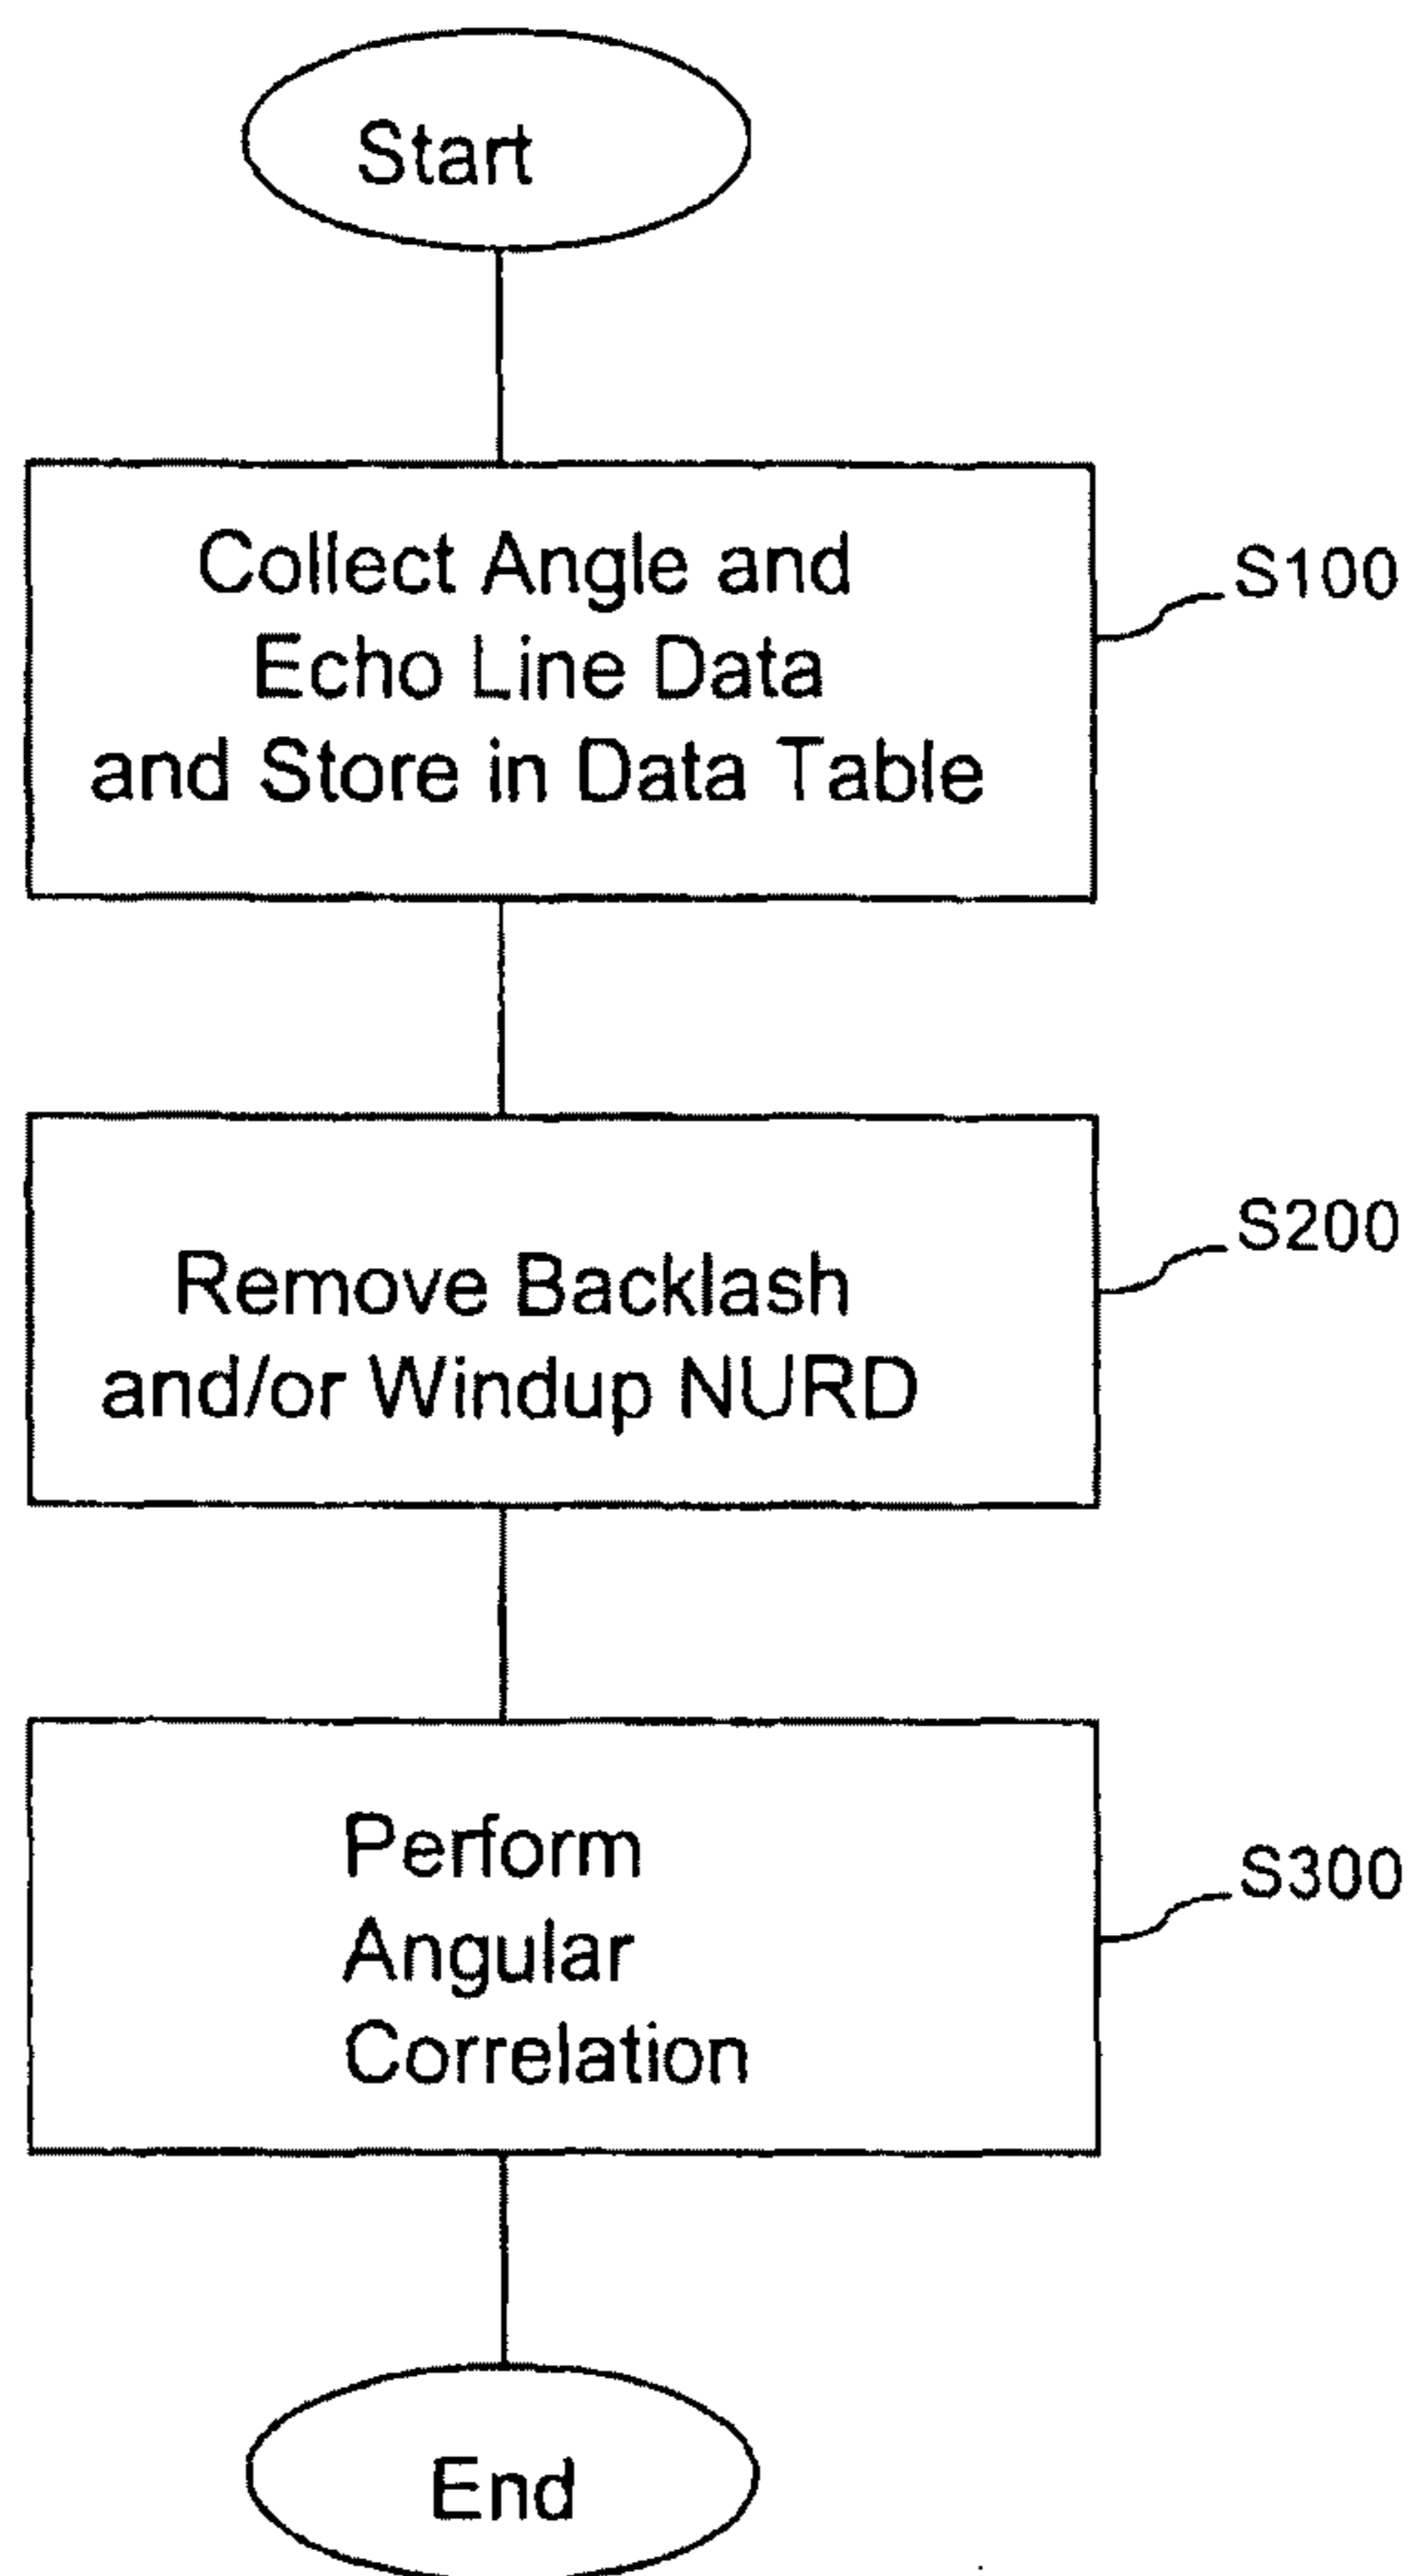 Start
Collect Angle and
Echo Line Data
and Store in Data Table
S100
Remove Backlash
and/or Windup NURD
S200
Perform
Angular
Correlation
S300
End